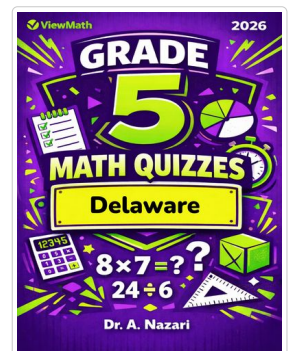 ViewMath
2026
GRADE
5
MATH QUIZZES
Delaware
12345
8×7=??
24÷6
Dr. A. Nazari